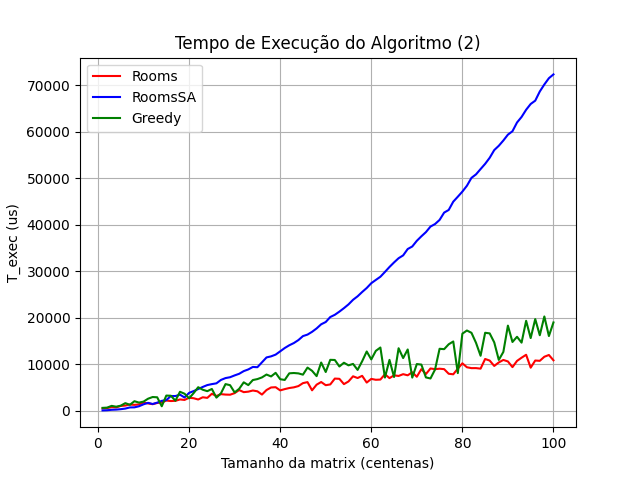 Tempo de Execução do Algoritmo (2)
Rooms
RoomsSA
Greedy
T_exec (us)
70000
60000
50000
40000
30000
20000
10000
0
0 20 40 60 80 100
Tamanho da matrix (centenas)